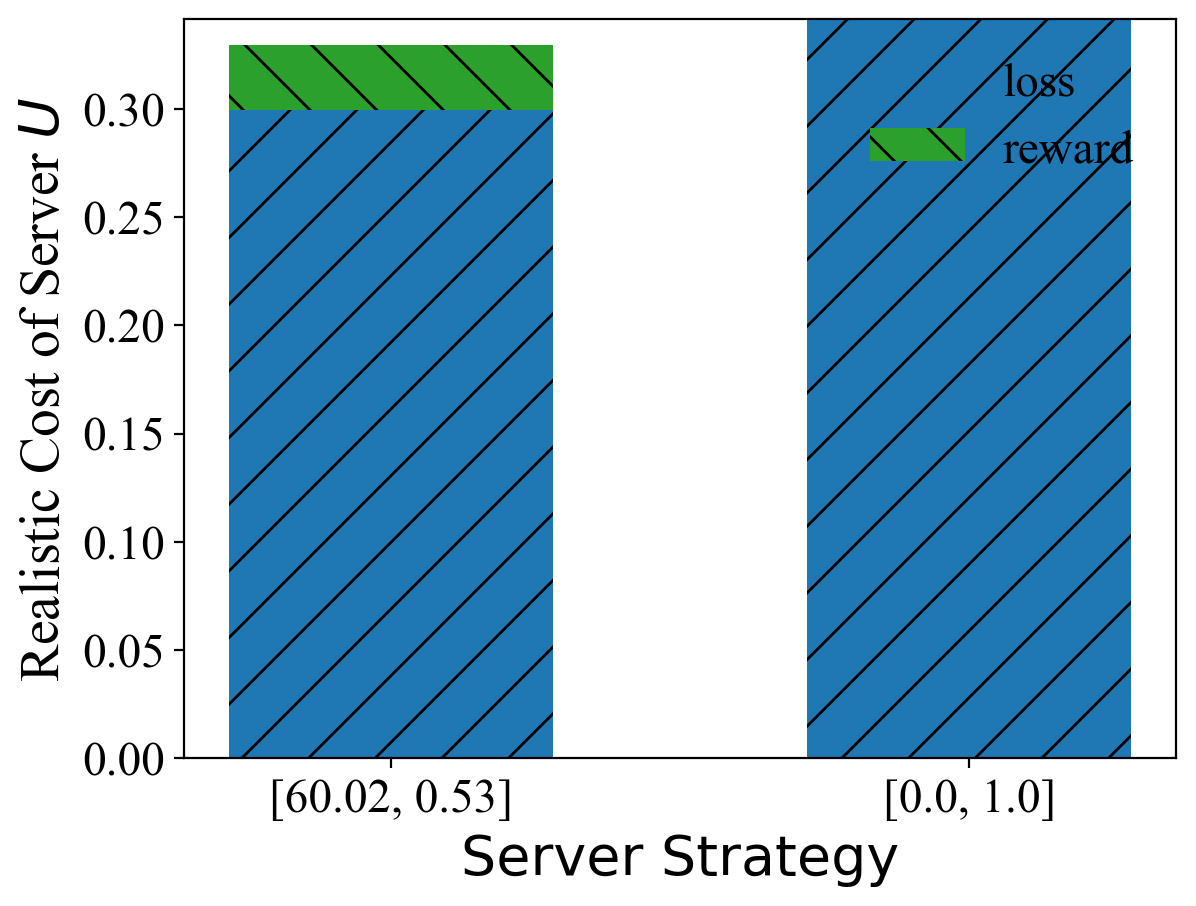 Realistic Cost of Server U
0.30
0.25
0.20
0.15
0.10
0.05
0.00
loss
reward
[60.02, 0.53]
[0.0, 1.0]
Server Strategy